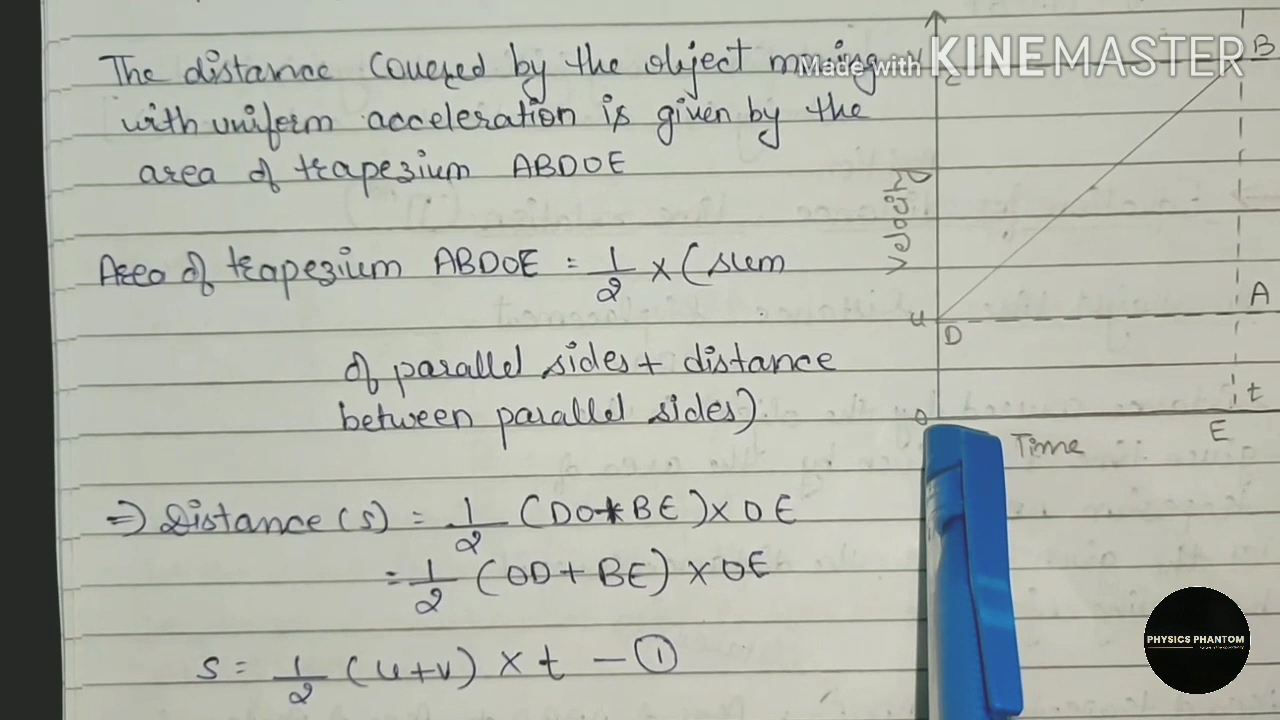 The distance covered by the object moving
with uniform acceleration is given by the
area of trapezium ABDOE
Area of trapezium ABDOE = 1/2 × (sum
of parallel sides + distance
between parallel sides).
⇒ Distance (s) = 1/2 (DO+BE) × OE
= 1/2 (OD + BE) × OE
s = 1/2 (u+v) × t — ①
Made with KINEMASTER
B
C
Velocity
A
u
D
O
t
E
Time
PHYSICS PHANTOM